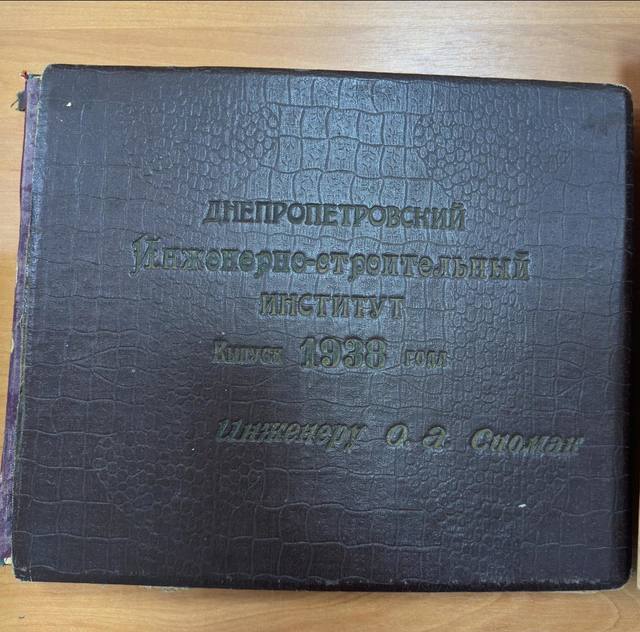 ДНЕПРОПЕТРОВСКИЙ
Инженерно-строительный
ИНСТИТУТ
Выпуск 1938 года
Инженеру О. Я.